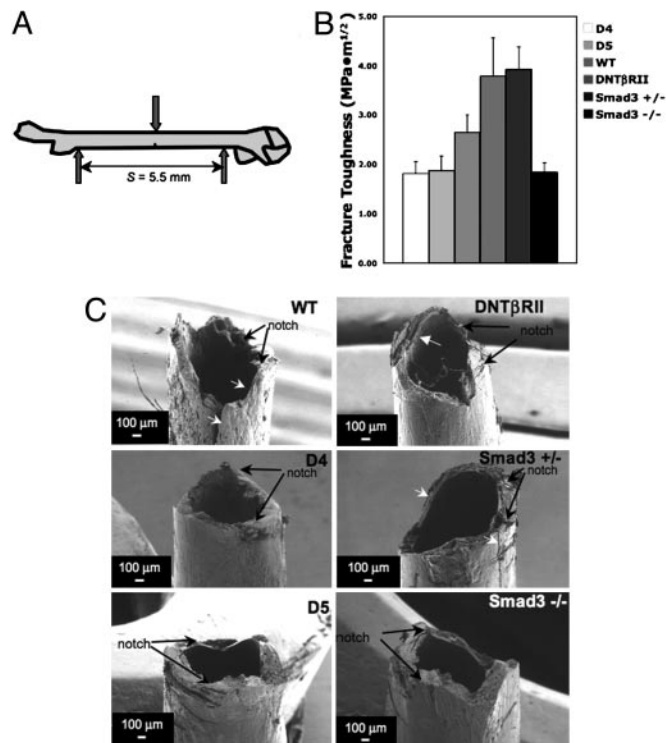 A
S = 5.5 mm
B
Fracture Toughness (MPa•m1/2)
5.00
4.00
3.00
2.00
1.00
0.00
D4
D5
WT
DNTβRII
Smad3 +/-
Smad3 -/-
C
WT
notch
100 μm
DNTβRII
notch
100 μm
D4
notch
100 μm
Smad3 +/-
notch
100 μm
D5
notch
100 μm
Smad3 -/-
notch
100 μm